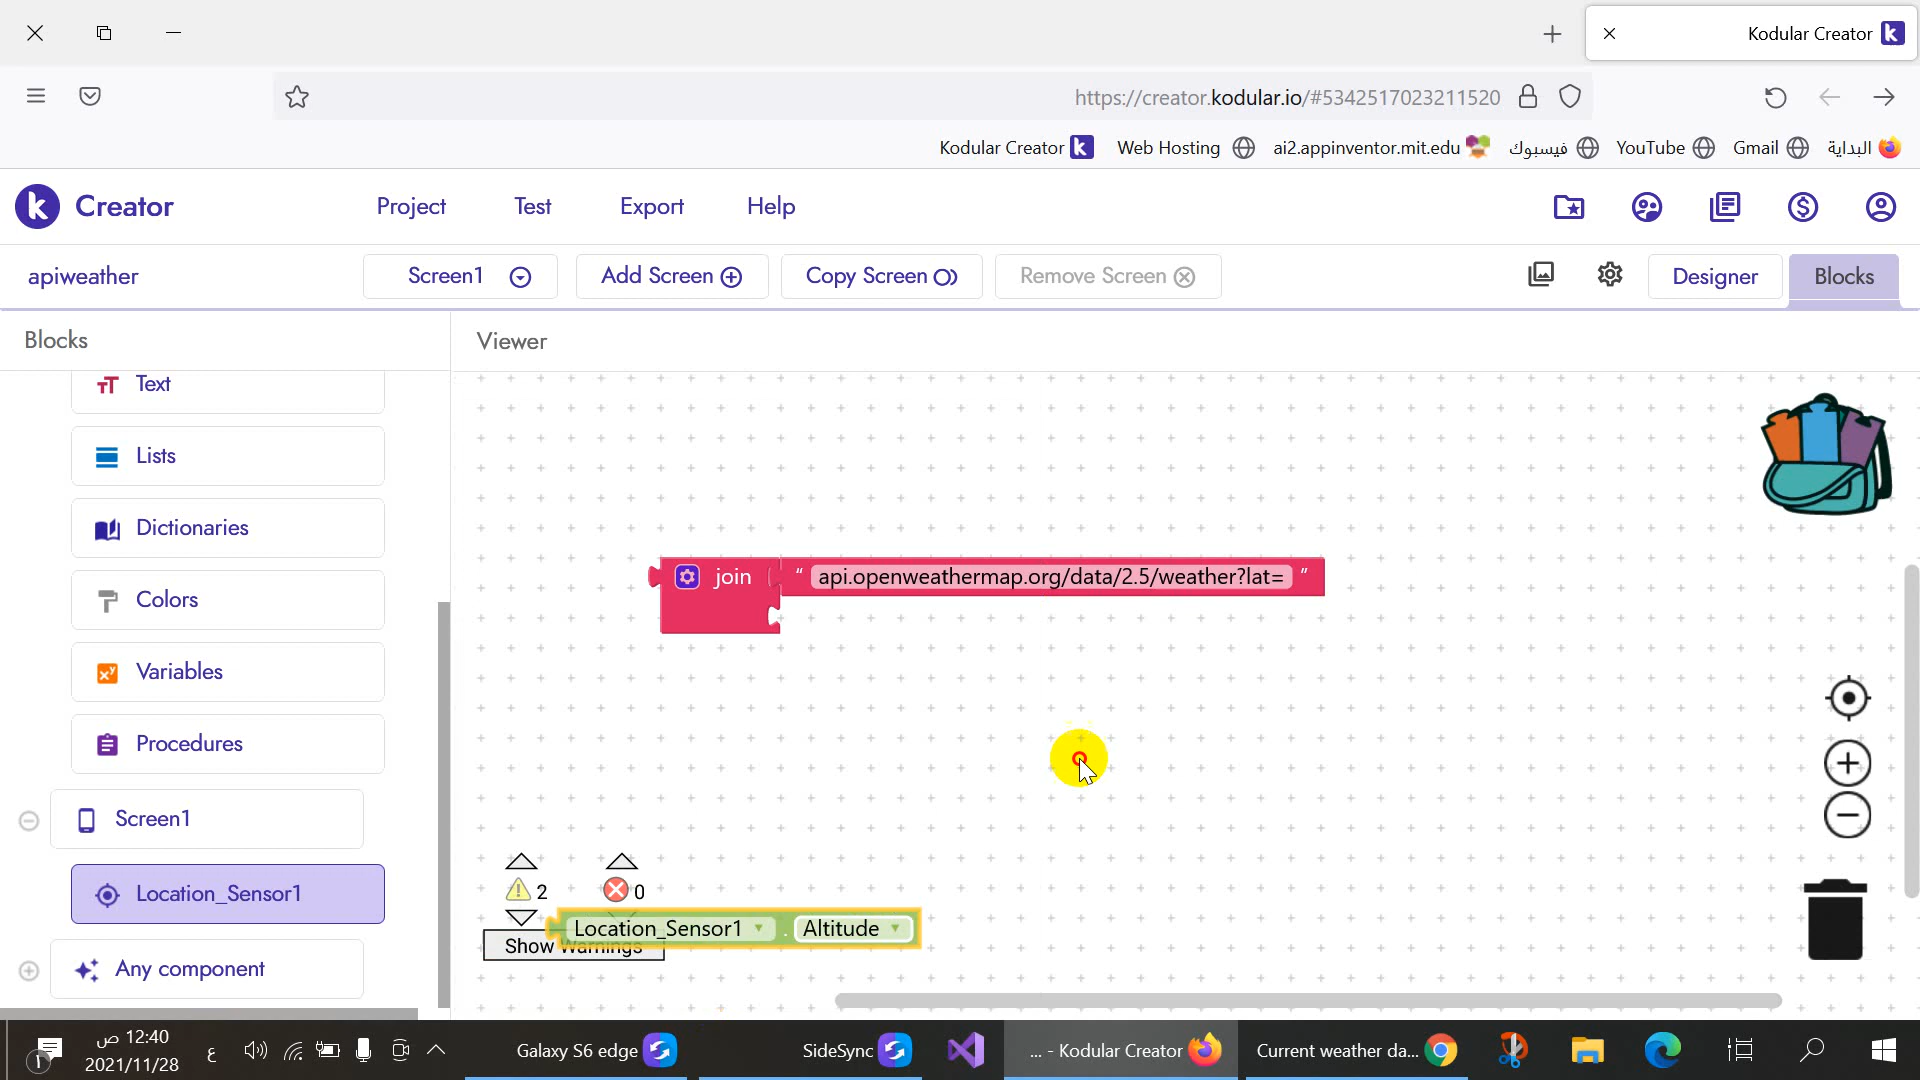 Kodular Creator
https://creator.kodular.io/#5342517023211520
Kodular Creator Web Hosting ai2.appinventor.mit.edu فيسبوك YouTube Gmail البداية
Creator Project Test Export Help
apiweather Screen1 Add Screen Copy Screen Remove Screen Designer Blocks
Blocks Viewer
Text
Lists
Dictionaries
Colors
Variables
Procedures
Screen1
Location_Sensor1
Any component
join “ api.openweathermap.org/data/2.5/weather?lat= ”
2 0
Location_Sensor1 . Altitude
Show Warnings
12:40 ص
2021/11/28
ع
Galaxy S6 edge SideSync ... - Kodular Creator Current weather da...